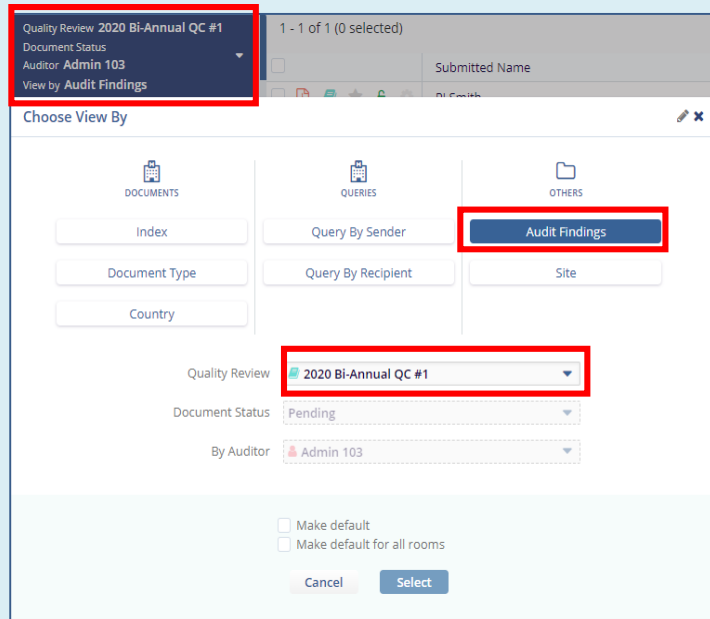 Quality Review 2020 Bi-Annual QC #1
Document Status
Auditor Admin 103
View by Audit Findings
1 - 1 of 1 (0 selected)
Submitted Name
Choose View By
DOCUMENTS
QUERIES
OTHERS
Index
Query By Sender
Audit Findings
Document Type
Query By Recipient
Site
Country
Quality Review 2020 Bi-Annual QC #1
Document Status Pending
By Auditor Admin 103
Make default
Make default for all rooms
Cancel
Select